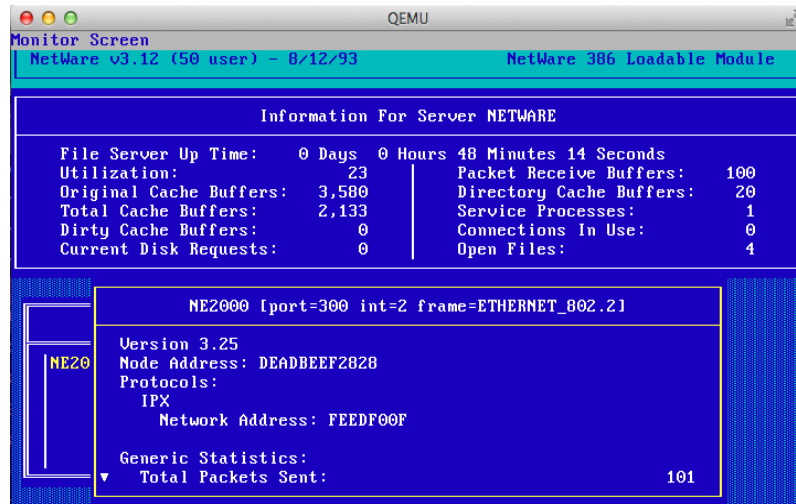 QEMU
Monitor Screen
NetWare v3.12 (50 user) - 8/12/93 NetWare 386 Loadable Module
Information For Server NETWARE
File Server Up Time: 0 Days 0 Hours 48 Minutes 14 Seconds
Utilization: 23 Packet Receive Buffers: 100
Original Cache Buffers: 3,580 Directory Cache Buffers: 20
Total Cache Buffers: 2,133 Service Processes: 1
Dirty Cache Buffers: 0 Connections In Use: 0
Current Disk Requests: 0 Open Files: 4
NE2000 [port=300 int=2 frame=ETHERNET_802.2]
Version 3.25
NE20 Node Address: DEADBEEF2828
Protocols:
IPX
Network Address: FEEDF00F
Generic Statistics:
▼ Total Packets Sent: 101